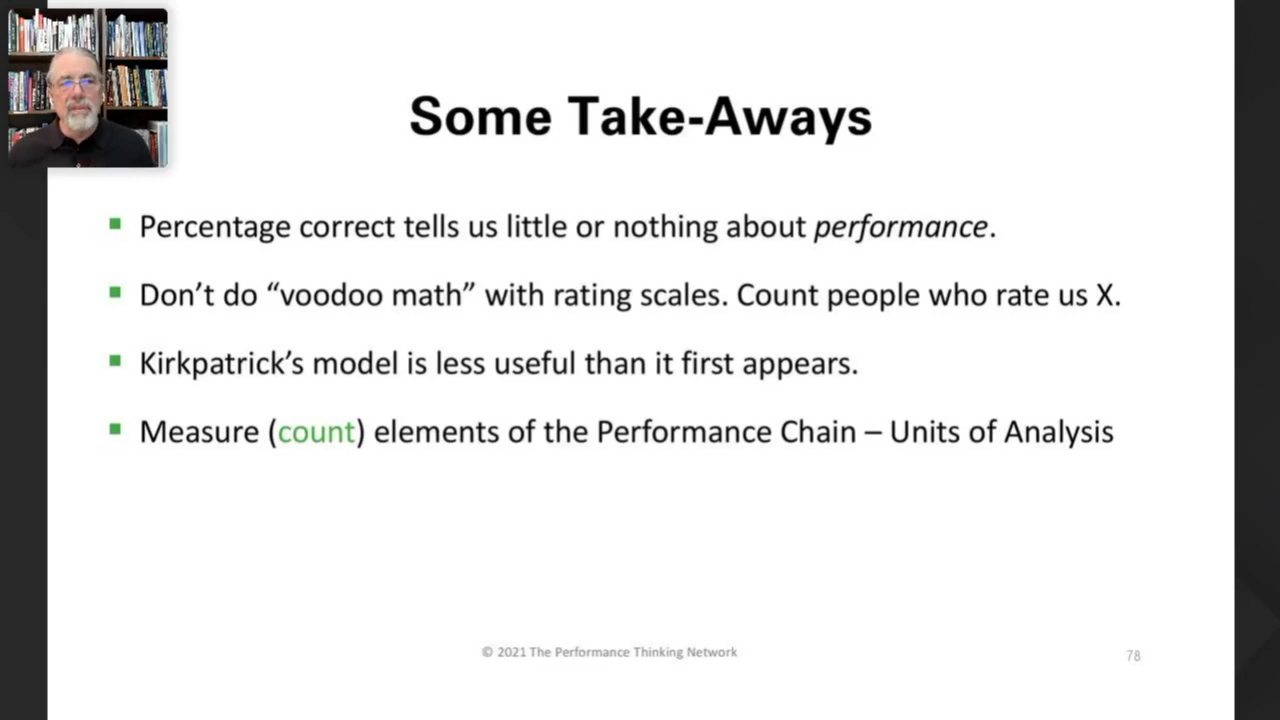 Some Take-Aways
Percentage correct tells us little or nothing about performance.
Don’t do “voodoo math” with rating scales. Count people who rate us X.
Kirkpatrick’s model is less useful than it first appears.
Measure (count) elements of the Performance Chain – Units of Analysis
© 2021 The Performance Thinking Network
78